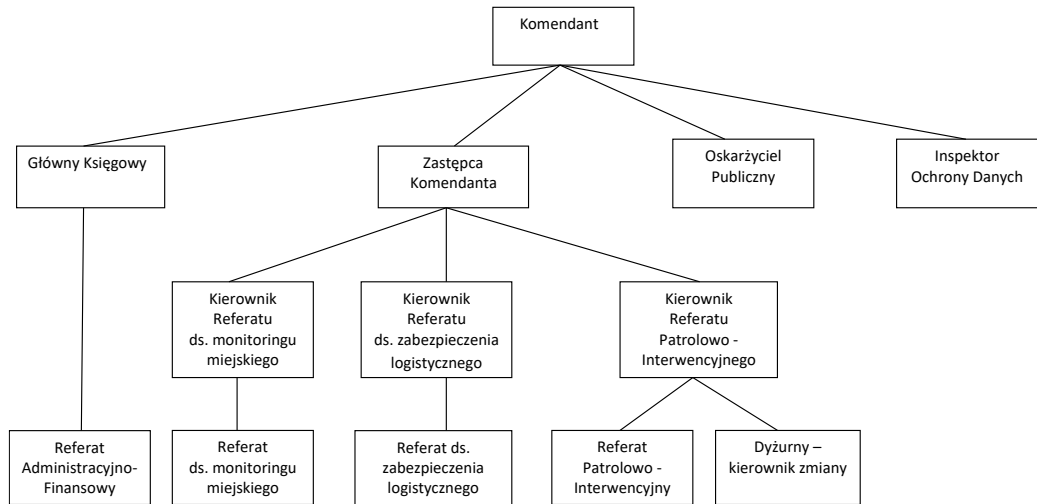 Komendant
Główny Księgowy
Zastępca
Komendanta
Oskarżyciel
Publiczny
Inspektor
Ochrony Danych
Kierownik
Referatu
ds. monitoringu
miejskiego
Kierownik
Referatu
ds. zabezpieczenia
logistycznego
Kierownik
Referatu
Patrolowo -
Interwencyjnego
Referat
Administracyjno-
Finansowy
Referat
ds. monitoringu
miejskiego
Referat ds.
zabezpieczenia
logistycznego
Referat
Patrolowo -
Interwencyjny
Dyżurny –
kierownik zmiany